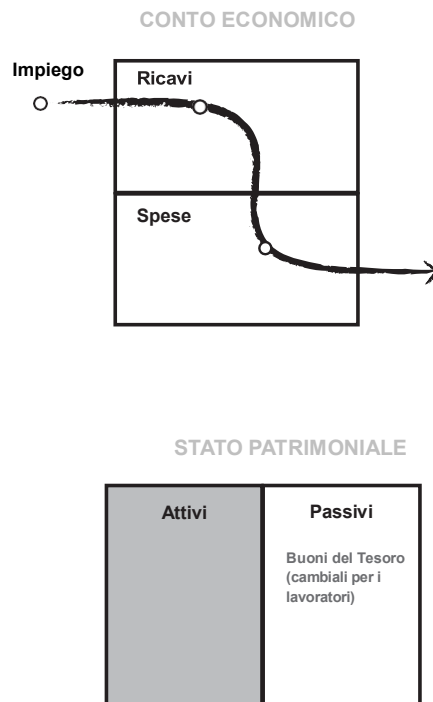 CONTO ECONOMICO
Impiego
Ricavi
Spese
STATO PATRIMONIALE
Attivi
Passivi
Buoni del Tesoro
(cambiali per i
lavoratori)